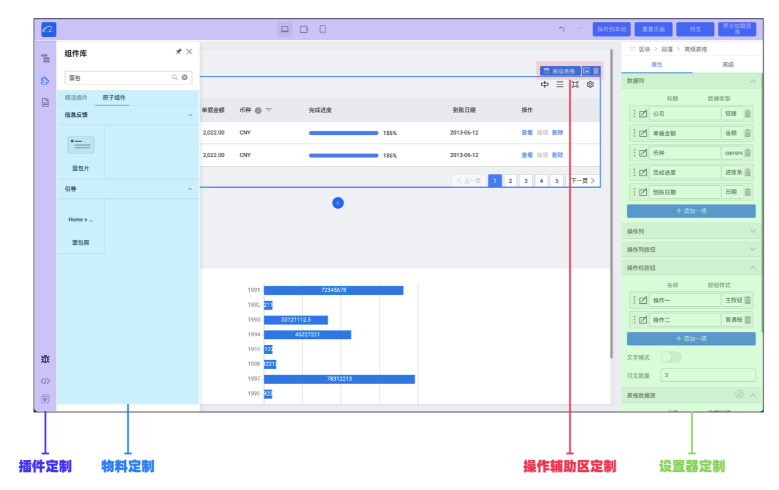 保存到本地 重置页面 预览 异步加载资源
组件库
面包
精选组件 原子组件
信息反馈
面包片
引导
Home > ...
面包屑
高级表格
单据金额 币种 完成进度 到账日期 操作
2,022.00 CNY 186% 2013-06-12 查看 编辑 删除
2,022.00 CNY 186% 2013-06-12 查看 编辑 删除
上一页 1 2 3 4 5 下一页
1991 72345678
1992
1993 33121112.5
1994 45227221
1995
1996
1997 78312213
区块 > 段落 > 高级表格
属性 高级
数据列
标题 数据类型
公司 链接
单据金额 金额
币种
完成进度 进度条
到账日期 日期
添加一项
操作列
操作列按钮
操作栏按钮
名称 按钮样式
操作一 主按钮
操作二 普通按
添加一项
文字模式
可见数量 3
表格数据源
插件定制 物料定制 操作辅助区定制 设置器定制